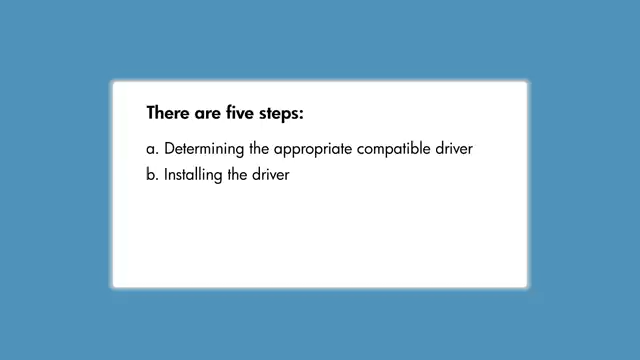 There are five steps:
a. Determining the appropriate compatible driver
b. Installing the driver